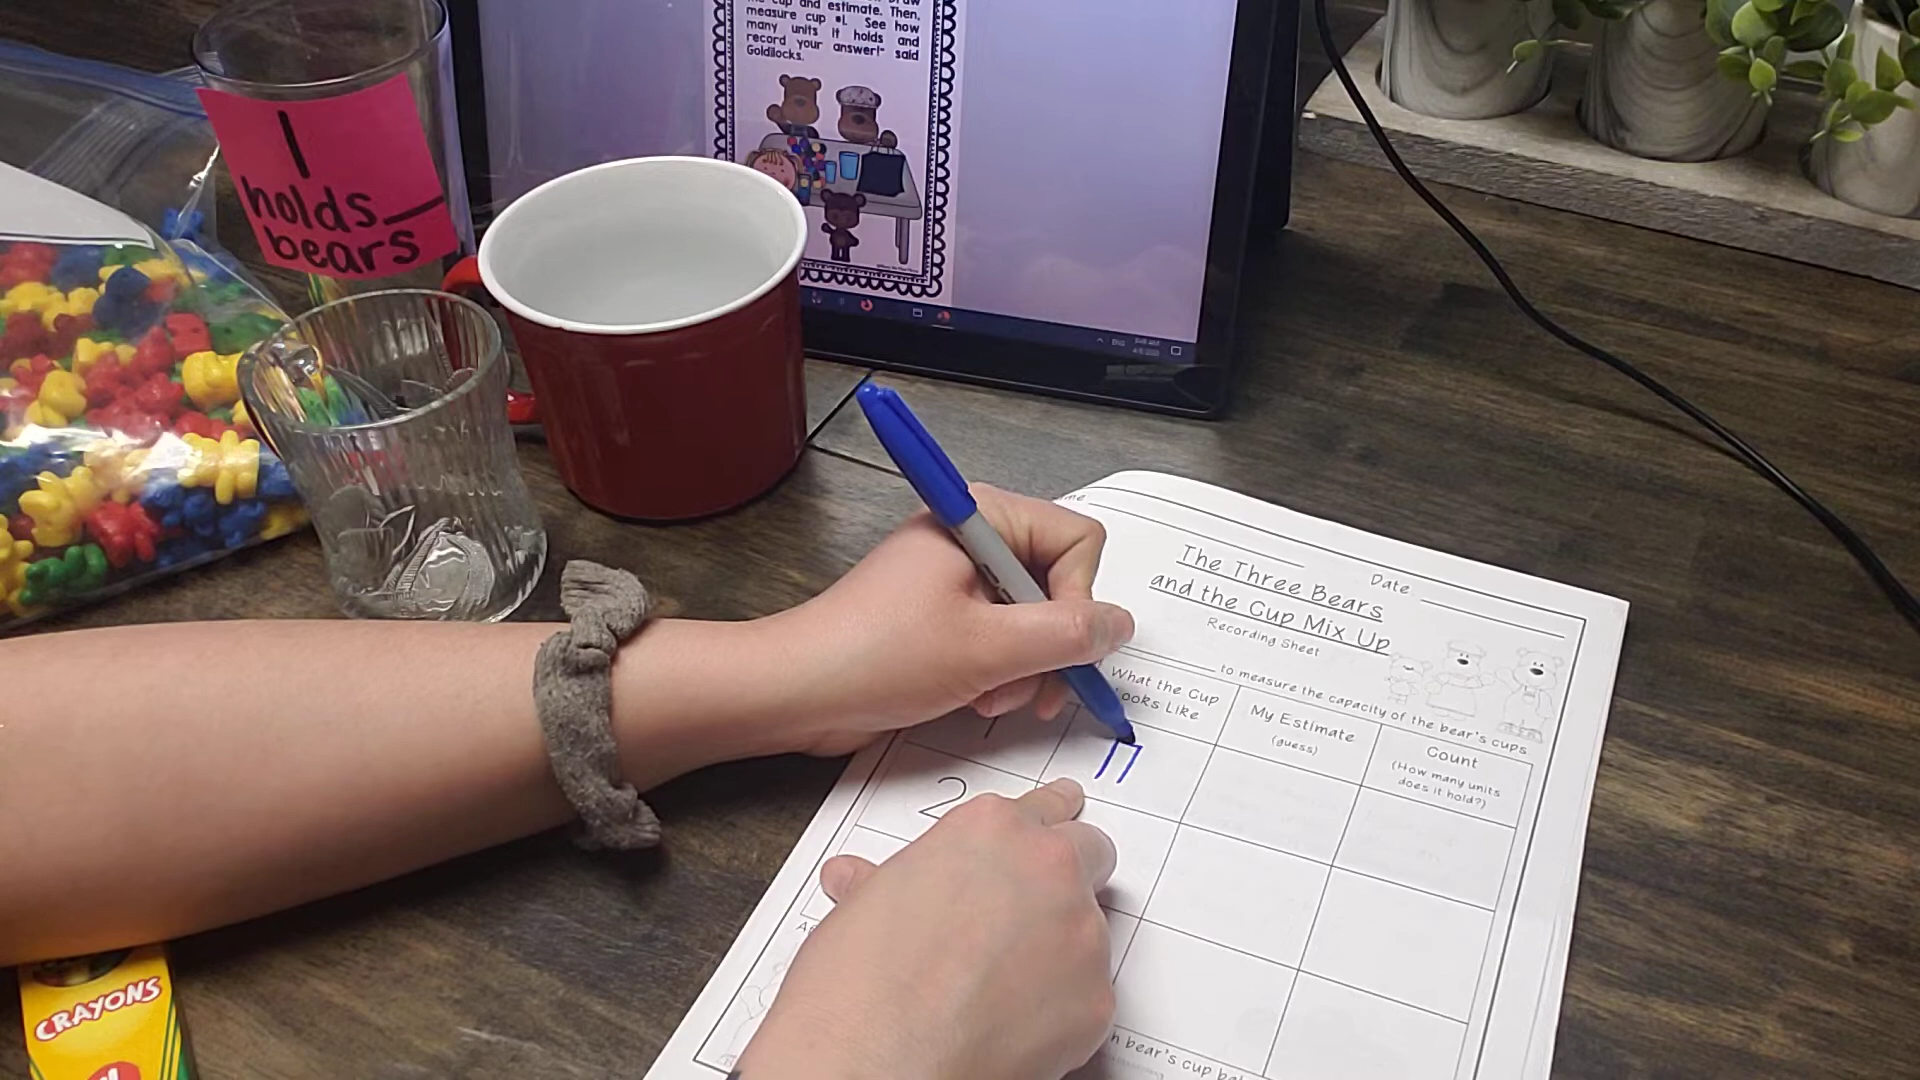 cup and estimate. Then,
measure cup #1. See how
many units it holds and
record your answer!" said
Goldilocks.
1
holds
bears
ENG
Date
The Three Bears
and the Cup Mix Up
Recording Sheet
to measure the capacity of the bear's cups
What the Cup
Looks Like
My Estimate
(guess)
Count
(How many units
does it hold?)
2
bear's cup
CRAYONS